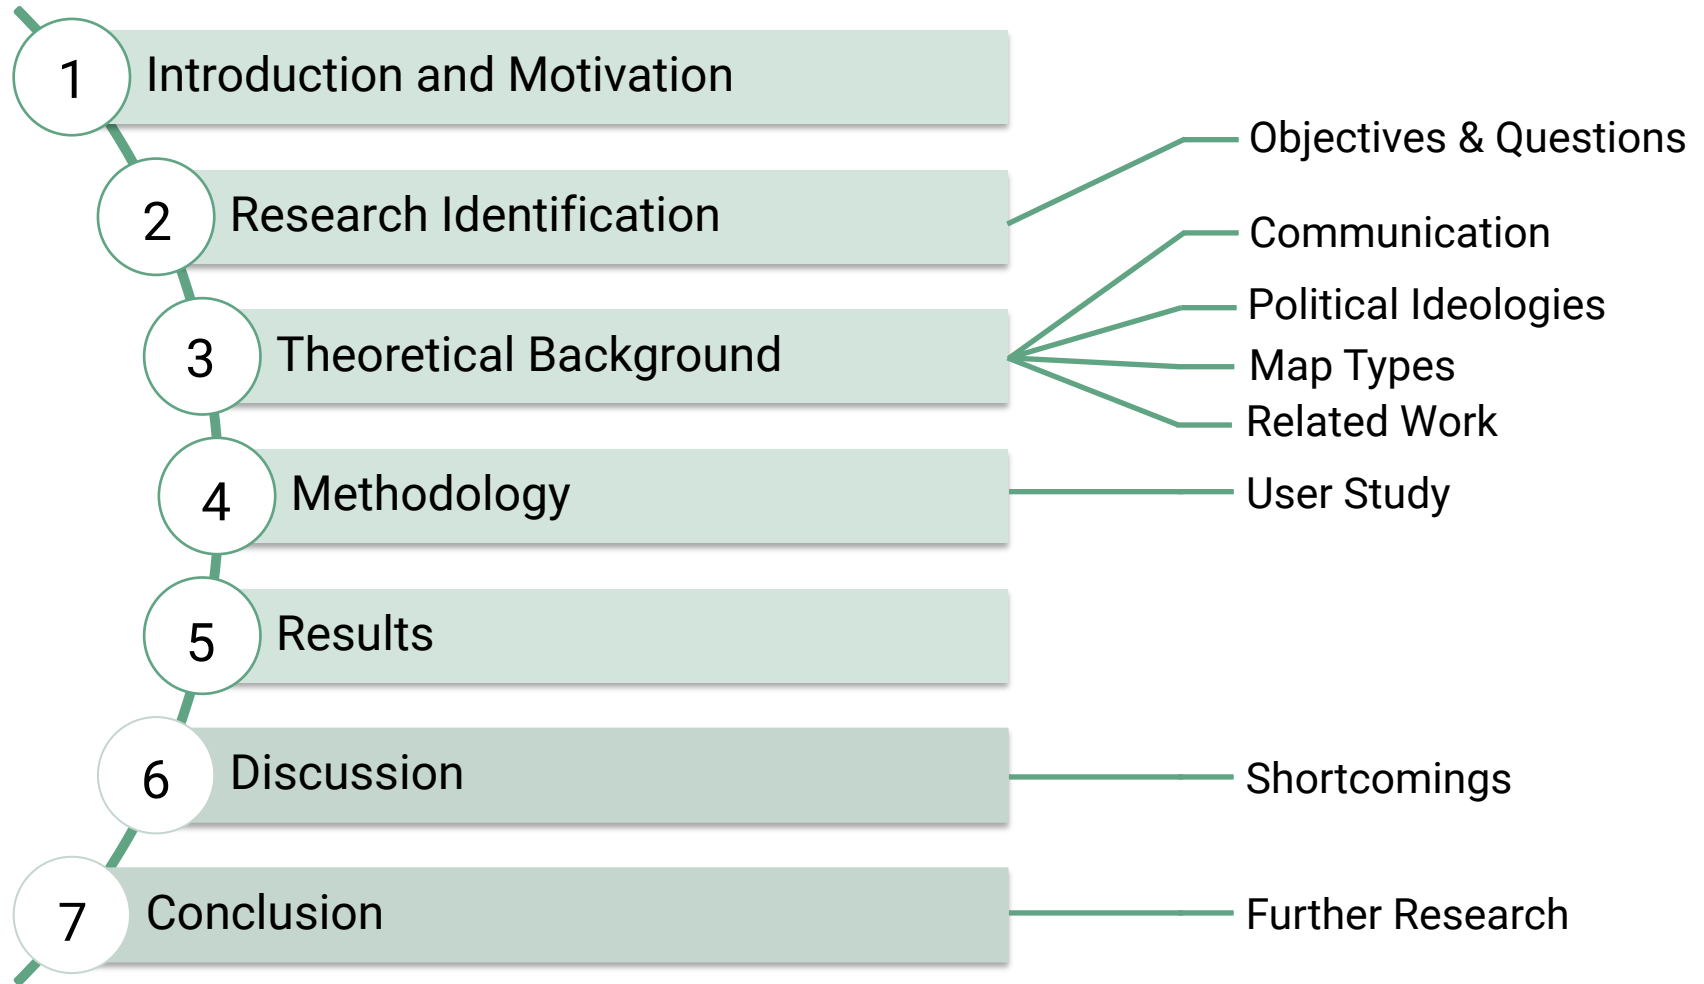 1
Introduction and Motivation
2
Research Identification
Objectives & Questions
3
Theoretical Background
Communication
Political Ideologies
Map Types
Related Work
4
Methodology
User Study
5
Results
6
Discussion
Shortcomings
7
Conclusion
Further Research